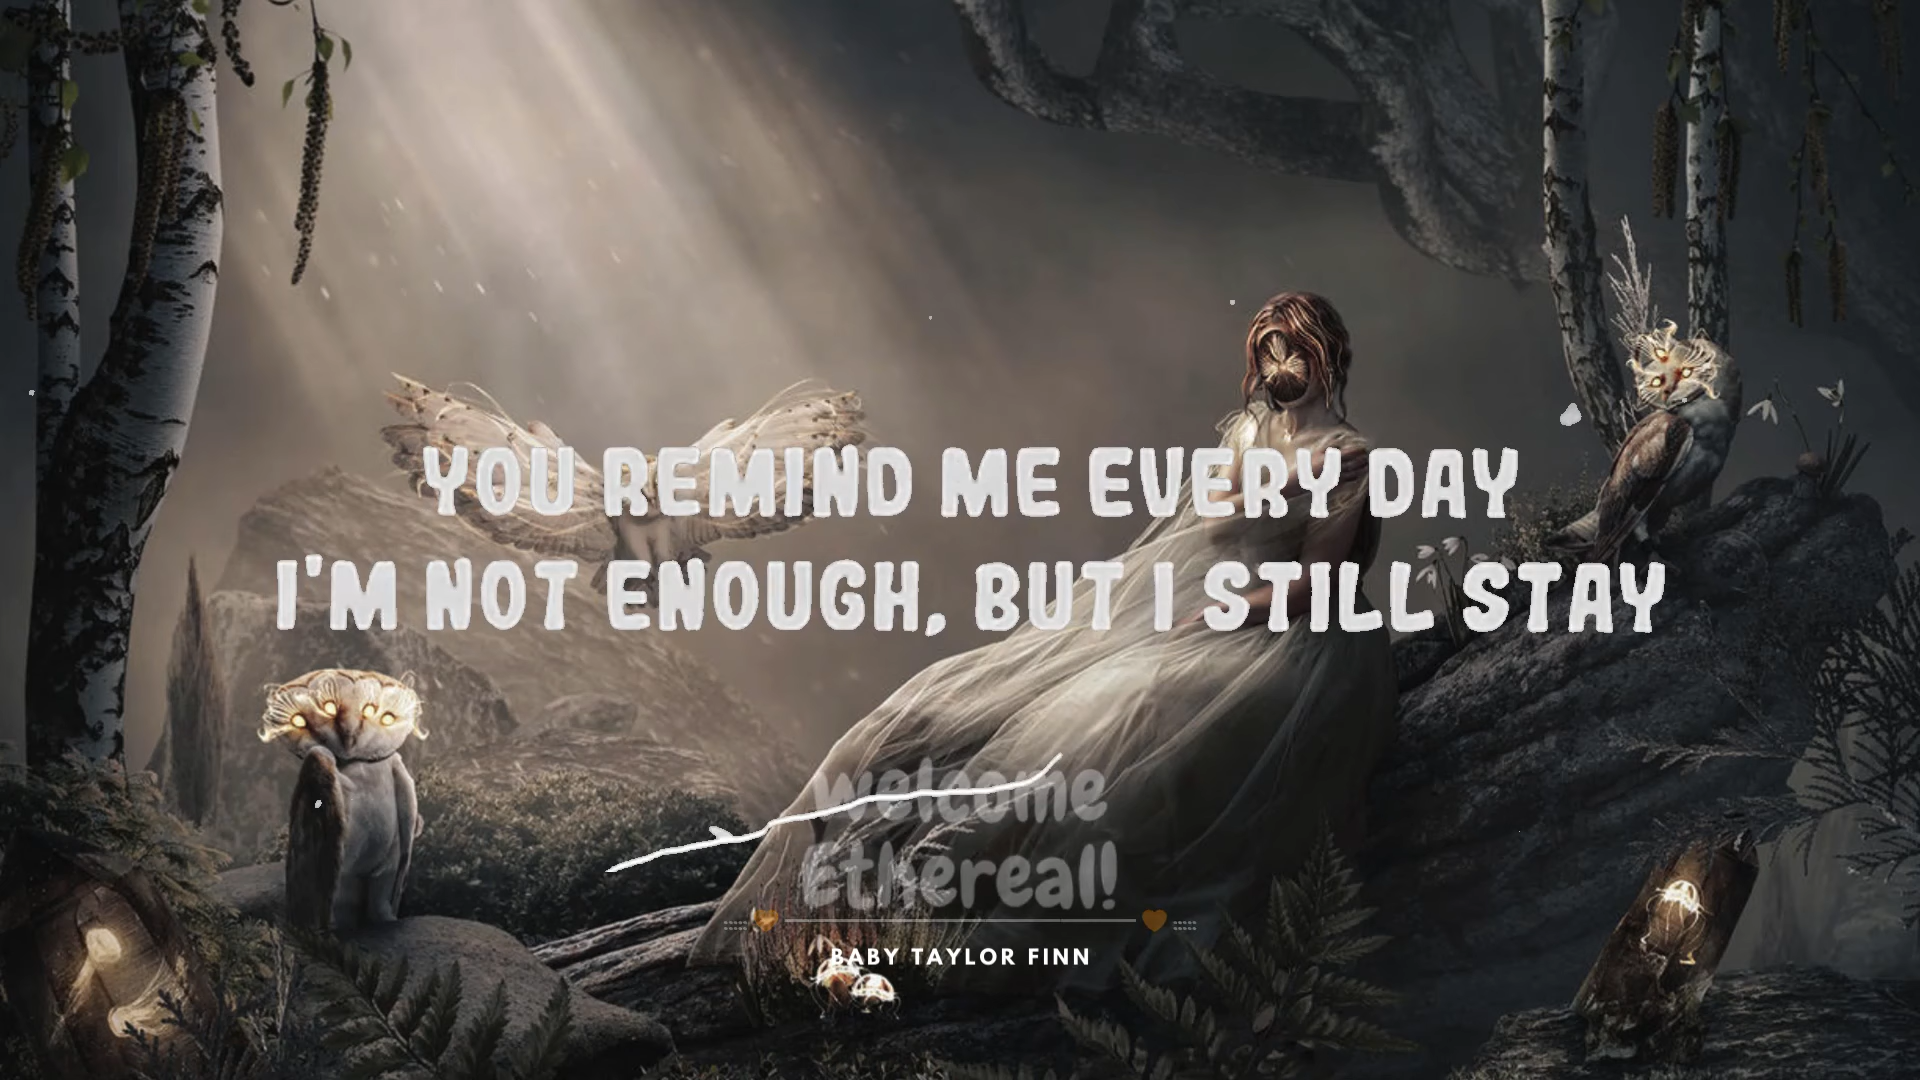 YOU REMIND ME EVERY DAY
I'M NOT ENOUGH, BUT I STILL STAY
welcome
Ethereal!
BABY TAYLOR FINN